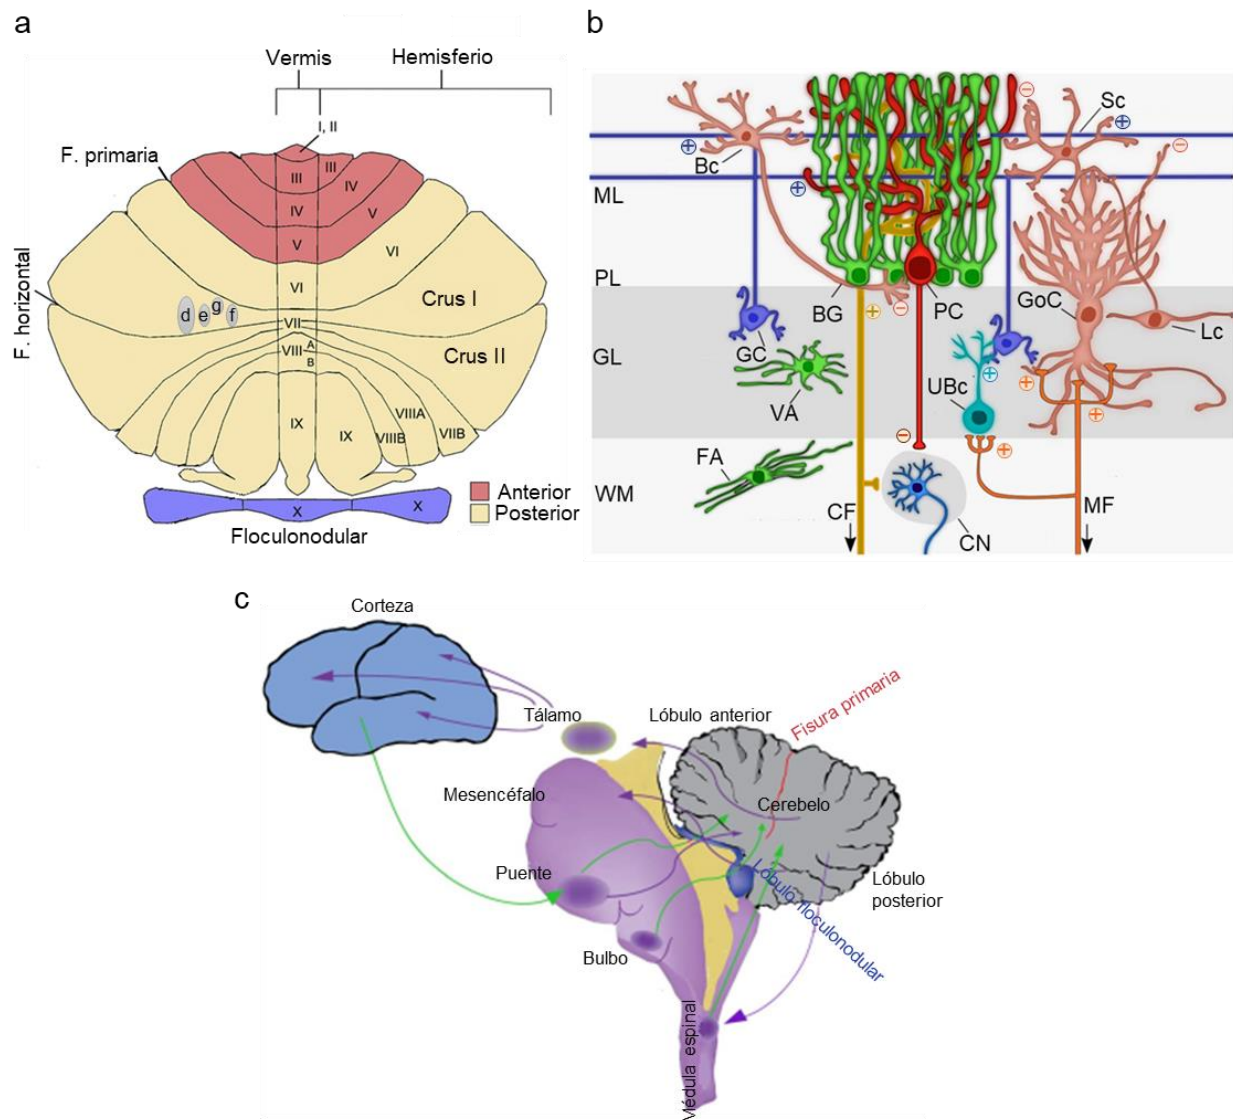 a
Vermis
Hemisferio
I, II
F. primaria
III
III
IV
IV
V
V
VI
VI
F. horizontal
d
e
g
f
Crus I
VII
Crus II
VIII
A
B
IX
IX
VIIIA
VIIIB
VIIB
X
X
X
Floculonodular
Anterior
Posterior
b
Bc
Sc
ML
PL
BG
PC
GoC
Lc
GL
GC
VA
UBc
FA
WM
CF
CN
MF
c
Corteza
Tálamo
Lóbulo anterior
Fisura primaria
Mesencéfalo
Cerebelo
Puente
Lóbulo floculonodular
Lóbulo
posterior
Bulbo
Médula espinal